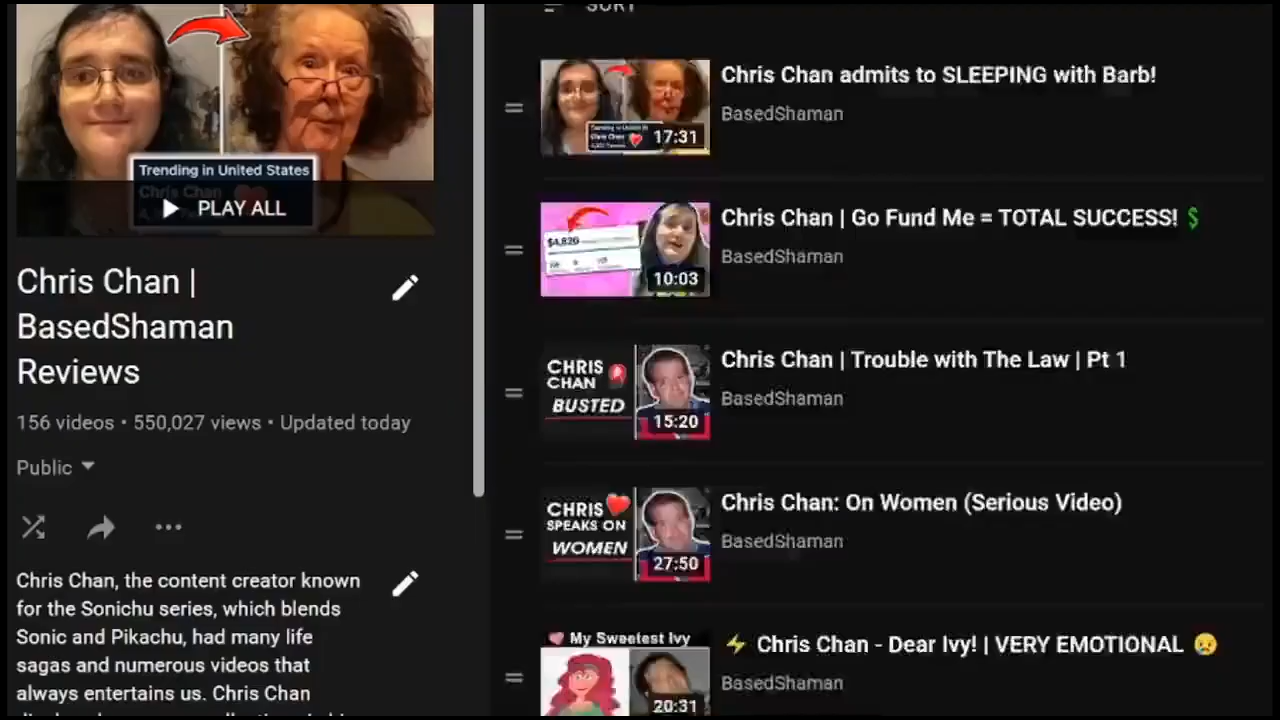 SORT
Trending in United States
Chris Chan
PLAY ALL
Chris Chan |
BasedShaman
Reviews
156 videos • 550,027 views • Updated today
Public
Chris Chan, the content creator known
for the Sonichu series, which blends
Sonic and Pikachu, had many life
sagas and numerous videos that
always entertains us. Chris Chan
Chris Chan admits to SLEEPING with Barb!
BasedShaman
17:31
Chris Chan | Go Fund Me = TOTAL SUCCESS! 💲
BasedShaman
$4,820
10:03
Chris Chan | Trouble with The Law | Pt 1
BasedShaman
CHRIS
CHAN
BUSTED
15:20
Chris Chan: On Women (Serious Video)
BasedShaman
CHRIS
SPEAKS ON
WOMEN
27:50
⚡ Chris Chan - Dear Ivy! | VERY EMOTIONAL 😢
BasedShaman
My Sweetest Ivy
20:31